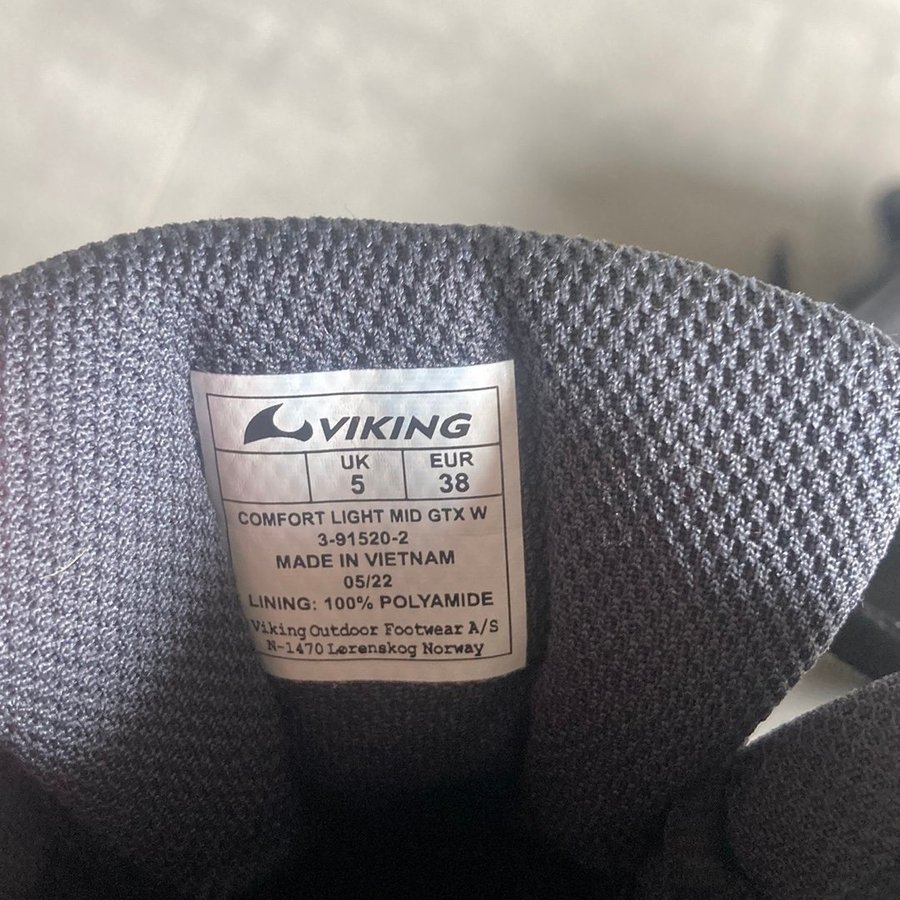 VIKING
UK EUR
5 38
COMFORT LIGHT MID GTX W
3-91520-2
MADE IN VIETNAM
05/22
LINING: 100% POLYAMIDE
Viking Outdoor Footwear A/S
N-1470 Lørenskog Norway